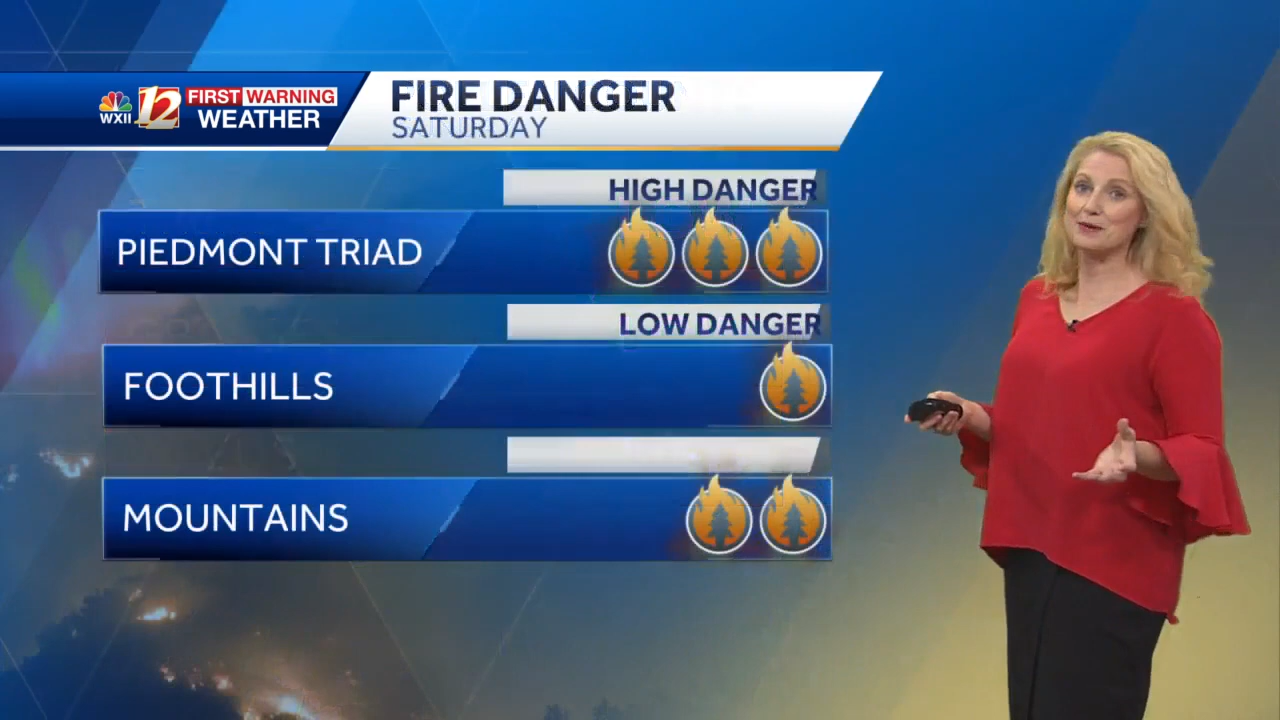 WXII 12 FIRST WARNING
WEATHER
FIRE DANGER
SATURDAY
HIGH DANGER
PIEDMONT TRIAD
LOW DANGER
FOOTHILLS
MOUNTAINS